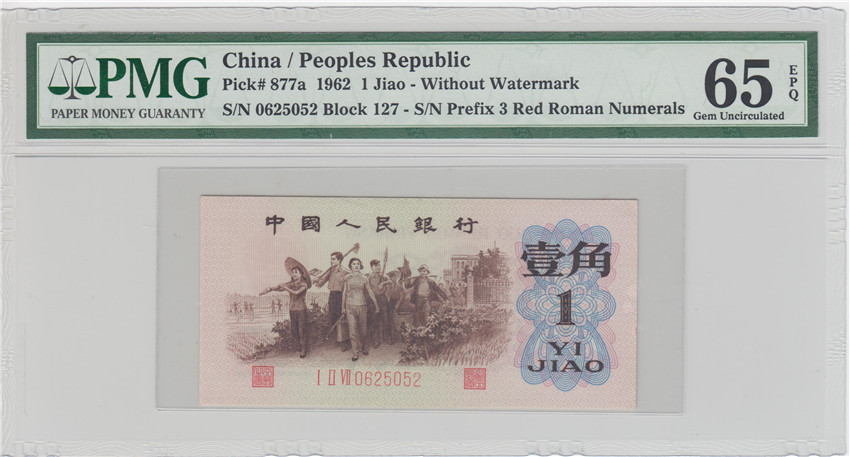 PMG
PAPER MONEY GUARANTY
China / Peoples Republic
Pick# 877a 1962 1 Jiao - Without Watermark
S/N 0625052 Block 127 - S/N Prefix 3 Red Roman Numerals
65
EPQ
Gem Uncirculated
中國人民銀行
壹角
1
YI
JIAO
I II VII 0625052